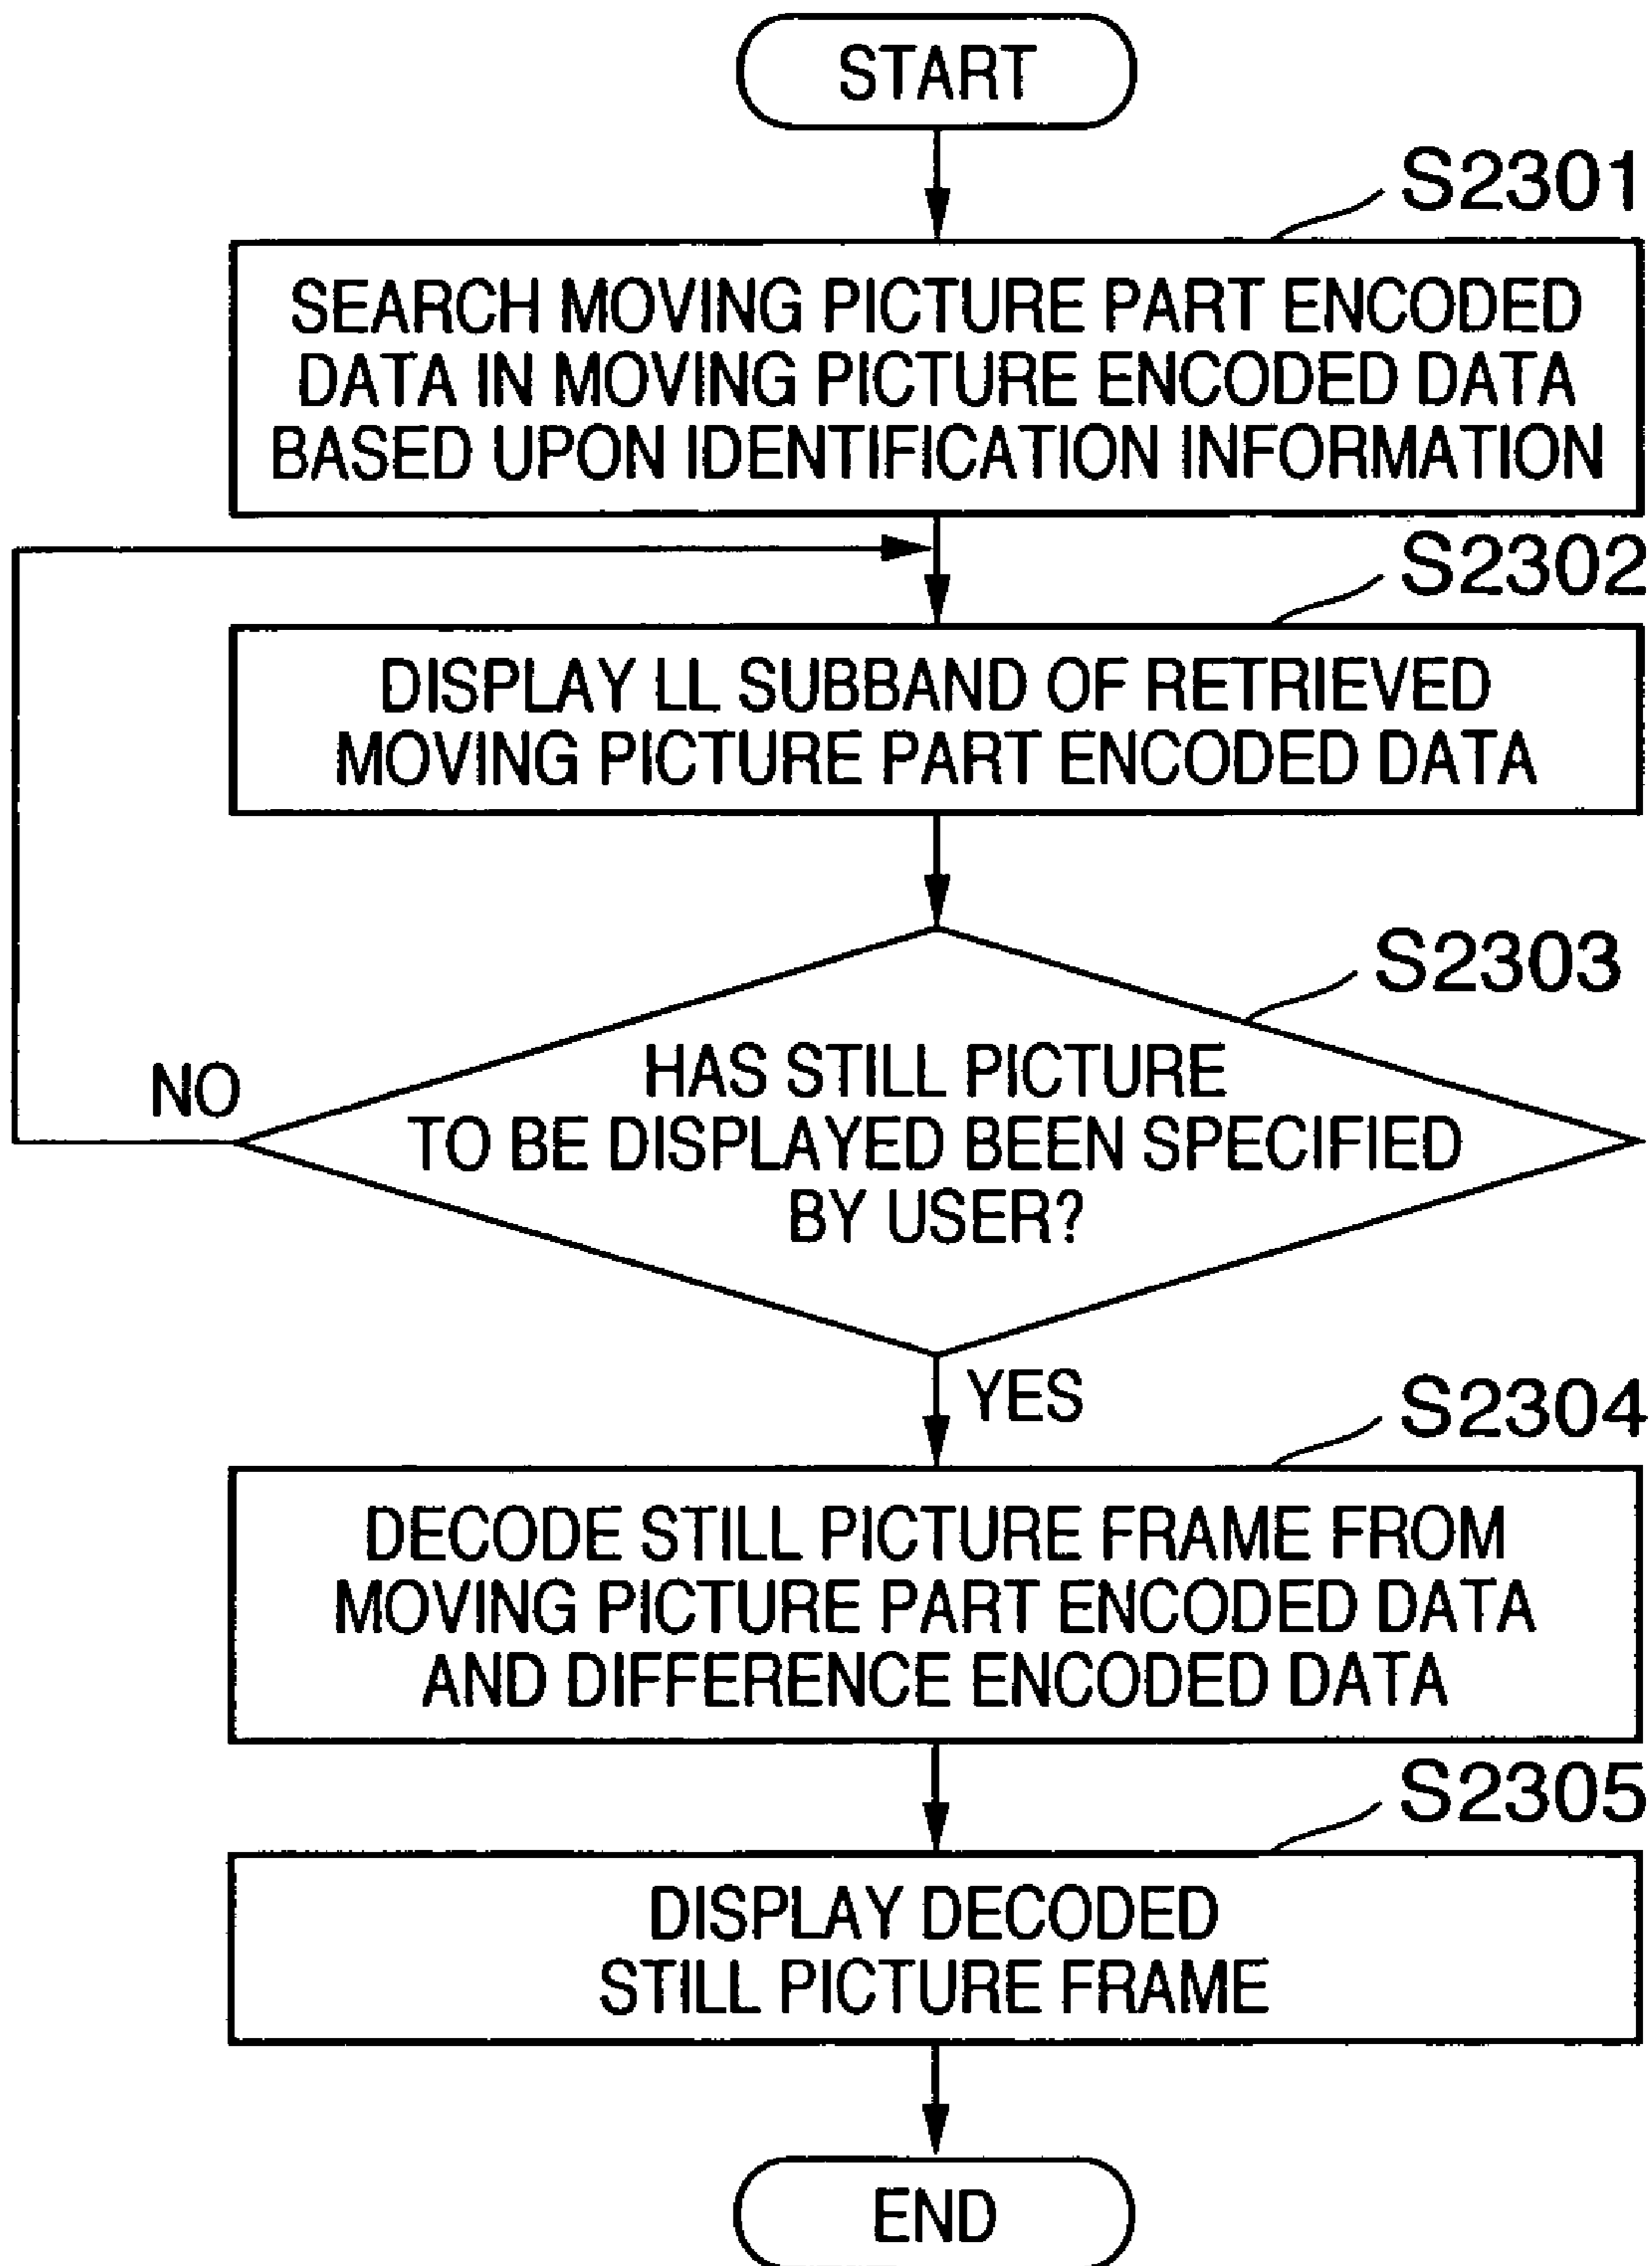 START
S2301
SEARCH MOVING PICTURE PART ENCODED
DATA IN MOVING PICTURE ENCODED DATA
BASED UPON IDENTIFICATION INFORMATION
S2302
DISPLAY LL SUBBAND OF RETRIEVED
MOVING PICTURE PART ENCODED DATA
S2303
HAS STILL PICTURE
TO BE DISPLAYED BEEN SPECIFIED
BY USER?
NO
YES
S2304
DECODE STILL PICTURE FRAME FROM
MOVING PICTURE PART ENCODED DATA
AND DIFFERENCE ENCODED DATA
S2305
DISPLAY DECODED
STILL PICTURE FRAME
END